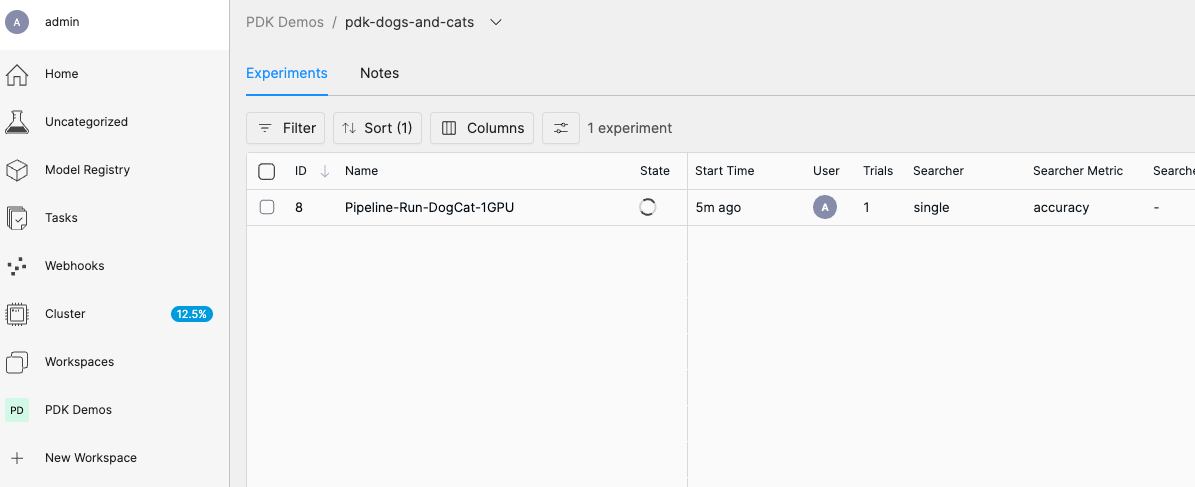 A admin
Home
Uncategorized
Model Registry
Tasks
Webhooks
Cluster 12.5%
Workspaces
PD PDK Demos
New Workspace
PDK Demos / pdk-dogs-and-cats
Experiments Notes
Filter Sort (1) Columns 1 experiment
ID Name State Start Time User Trials Searcher Searcher Metric Searche
8 Pipeline-Run-DogCat-1GPU 5m ago A 1 single accuracy -